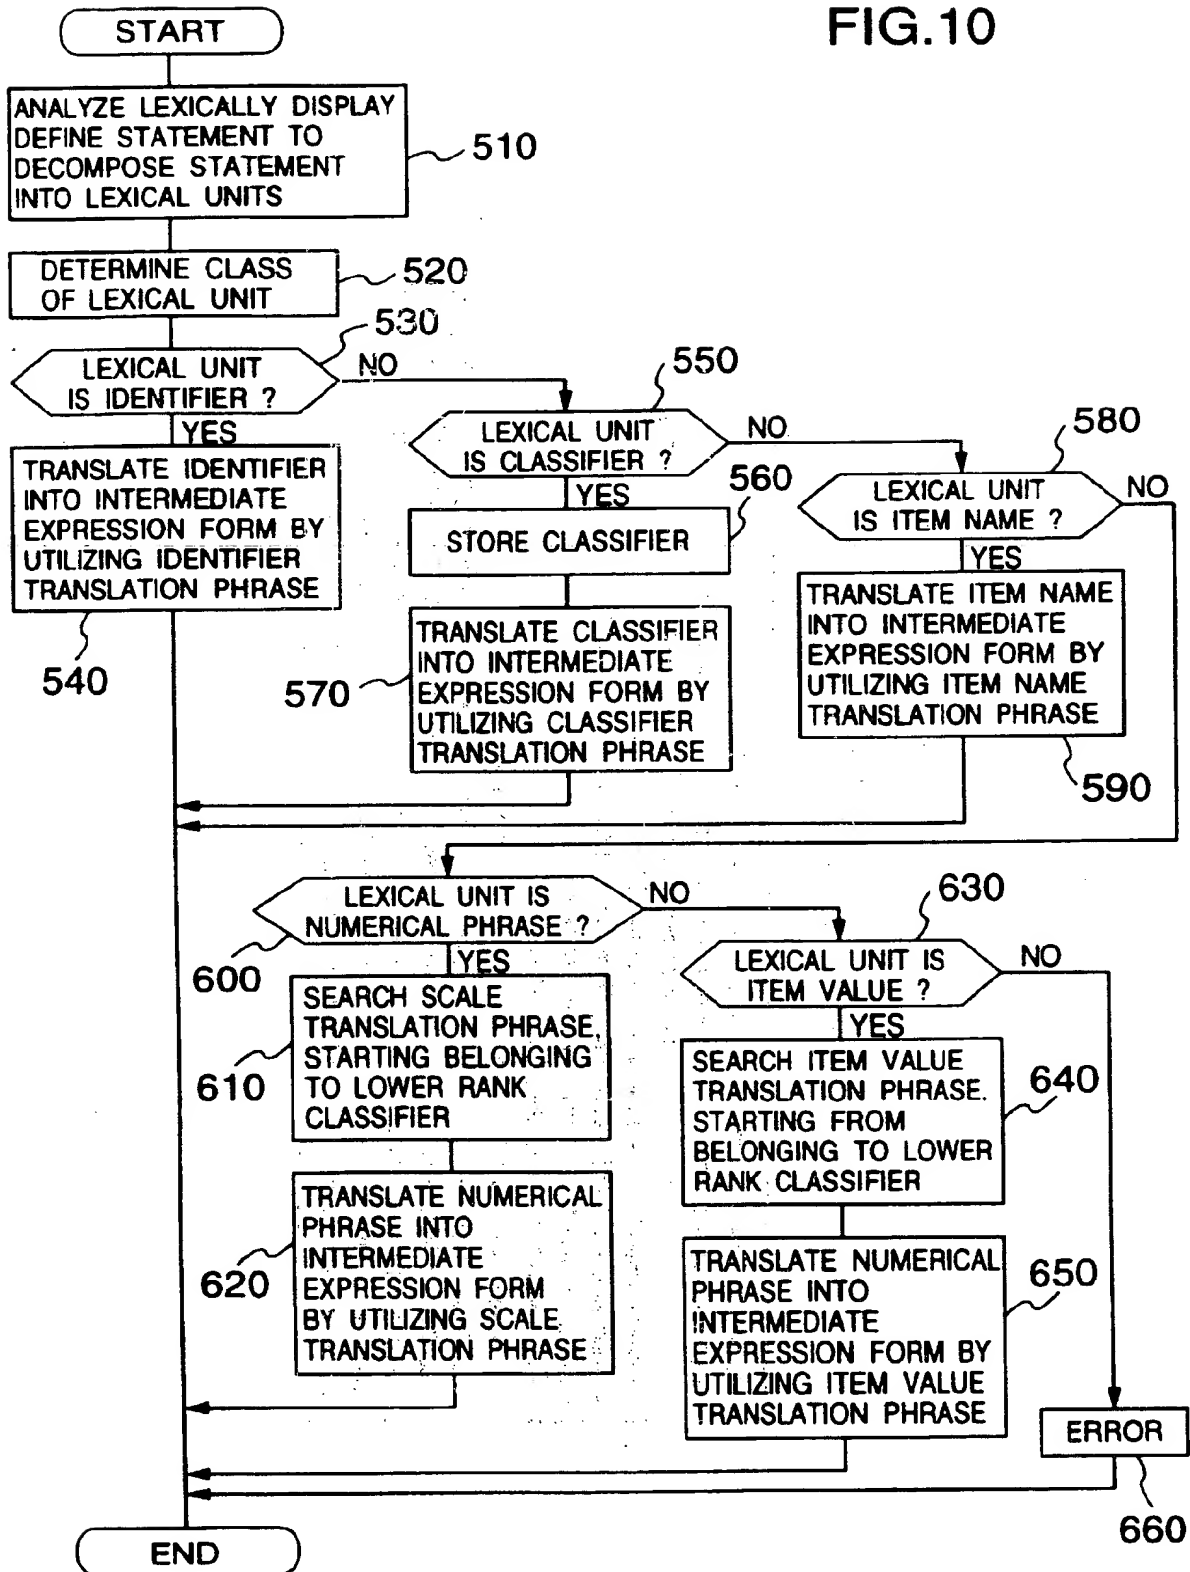 FIG.10
START
ANALYZE LEXICALLY DISPLAY
DEFINE STATEMENT TO
DECOMPOSE STATEMENT
INTO LEXICAL UNITS
510
DETERMINE CLASS
OF LEXICAL UNIT
520
530
LEXICAL UNIT
IS IDENTIFIER ?
NO
YES
TRANSLATE IDENTIFIER
INTO INTERMEDIATE
EXPRESSION FORM BY
UTILIZING IDENTIFIER
TRANSLATION PHRASE
540
550
LEXICAL UNIT
IS CLASSIFIER ?
NO
YES
560
STORE CLASSIFIER
TRANSLATE CLASSIFIER
INTO INTERMEDIATE
EXPRESSION FORM BY
UTILIZING CLASSIFIER
TRANSLATION PHRASE
570
580
LEXICAL UNIT
IS ITEM NAME ?
NO
YES
TRANSLATE ITEM NAME
INTO INTERMEDIATE
EXPRESSION FORM BY
UTILIZING ITEM NAME
TRANSLATION PHRASE
590
LEXICAL UNIT IS
NUMERICAL PHRASE ?
NO
600
YES
SEARCH SCALE
TRANSLATION PHRASE,
STARTING BELONGING
TO LOWER RANK
CLASSIFIER
610
TRANSLATE NUMERICAL
PHRASE INTO
INTERMEDIATE
EXPRESSION FORM
BY UTILIZING SCALE
TRANSLATION PHRASE
620
630
LEXICAL UNIT IS
ITEM VALUE ?
NO
YES
SEARCH ITEM VALUE
TRANSLATION PHRASE.
STARTING FROM
BELONGING TO LOWER
RANK CLASSIFIER
640
TRANSLATE NUMERICAL
PHRASE INTO
INTERMEDIATE
EXPRESSION FORM BY
UTILIZING ITEM VALUE
TRANSLATION PHRASE
650
ERROR
660
END